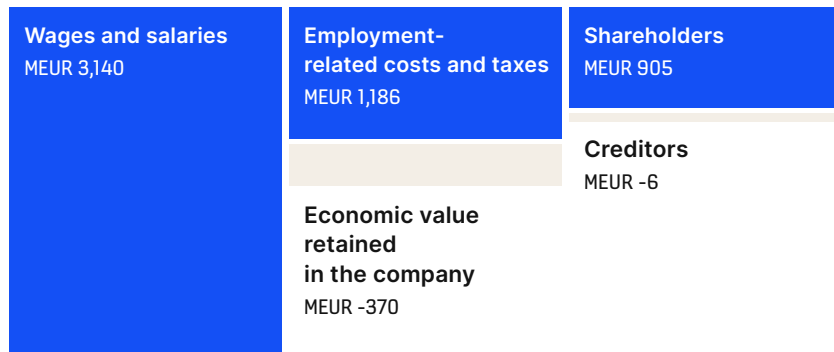 Wages and salaries
MEUR 3,140
Employment-
related costs and taxes
MEUR 1,186
Economic value
retained
in the company
MEUR -370
Shareholders
MEUR 905
Creditors
MEUR -6